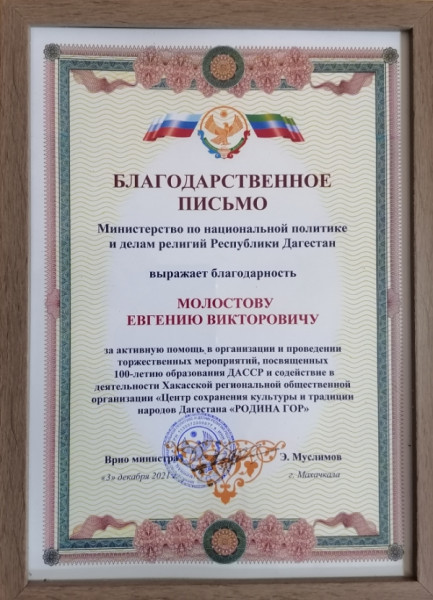 БЛАГОДАРСТВЕННОЕ
ПИСЬМО
Министерство по национальной политике
и делам религий Республики Дагестан
выражает благодарность
МОЛОСТОВУ
ЕВГЕНИЮ ВИКТОРОВИЧУ
за активную помощь в организации и проведении
торжественных мероприятий, посвященных
100-летию образования ДАССР и содействие в
деятельности Хакасской региональной общественной
организации «Центр сохранения культуры и традиции
народов Дагестана «РОДИНА ГОР»
Врио министра Э. Муслимов
«3» декабря 2021 г. г. Махачкала